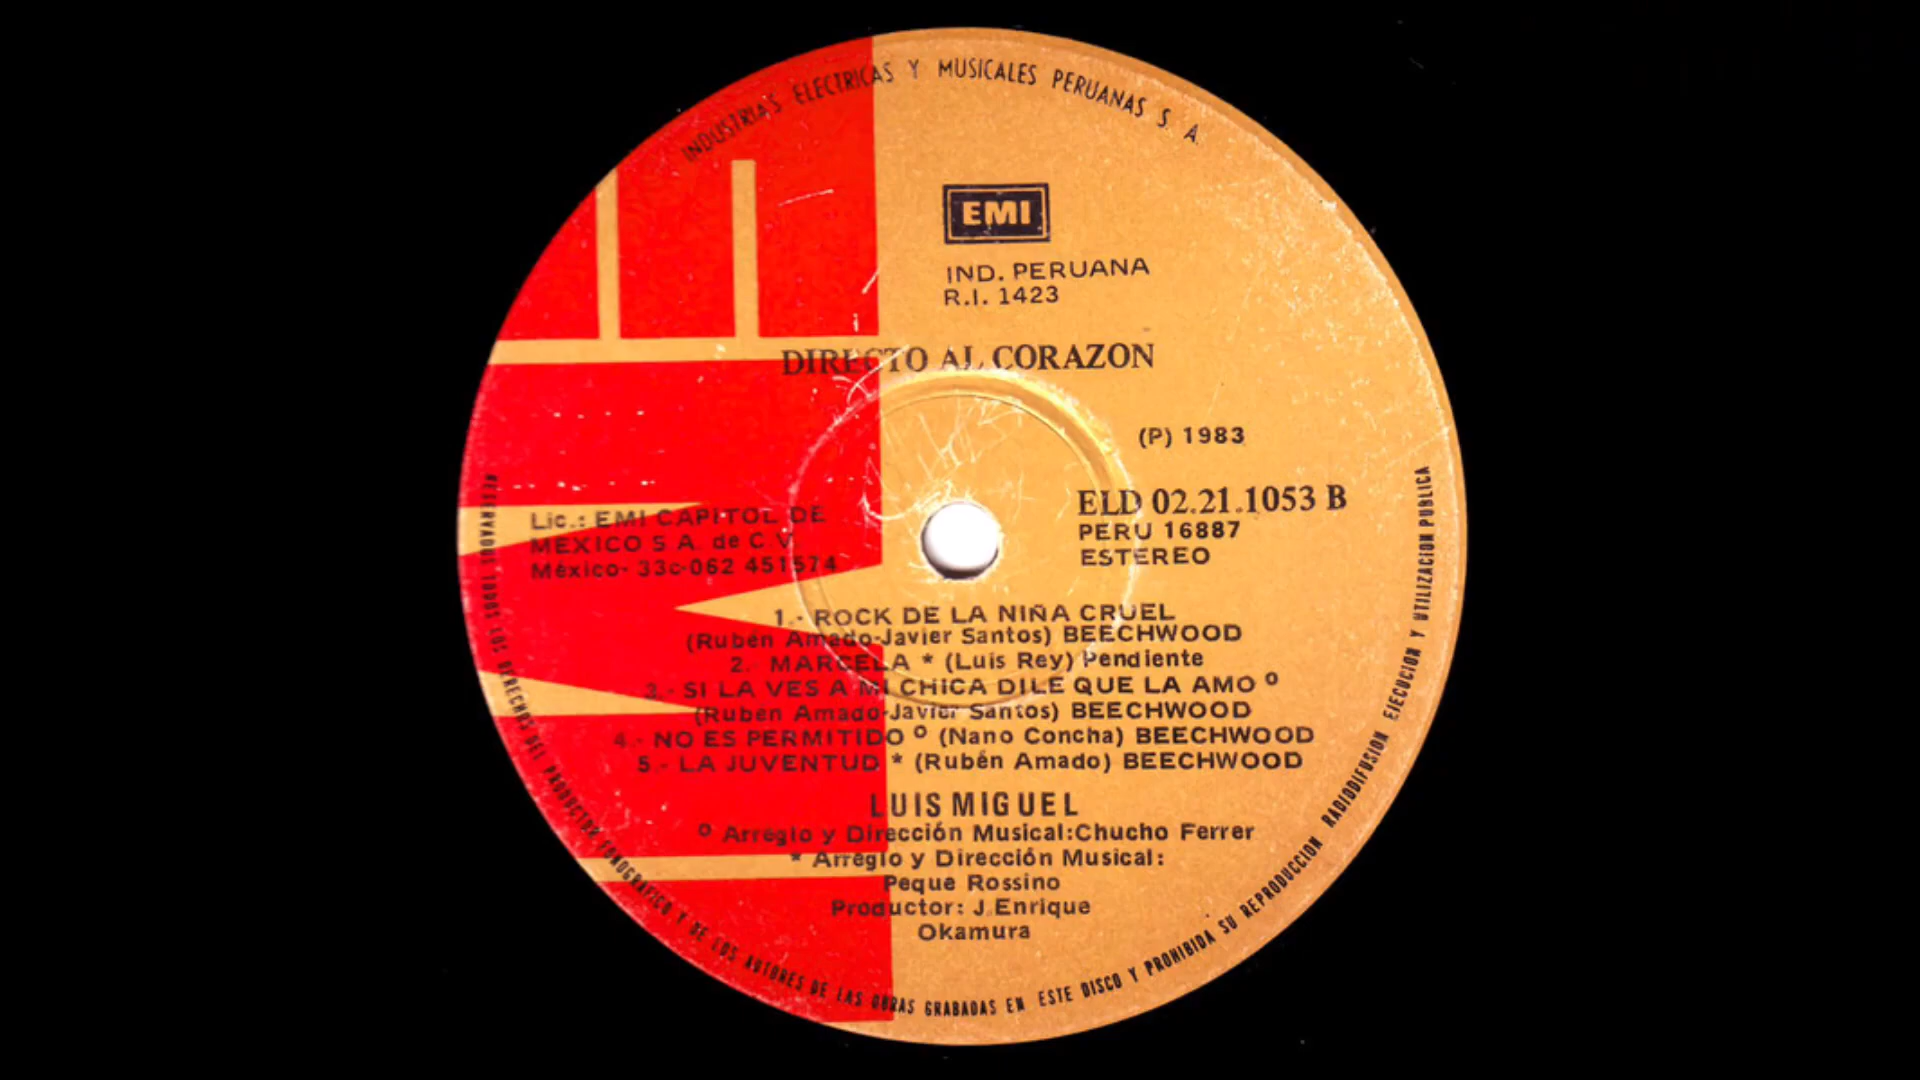 INDUSTRIAS ELECTRICAS Y MUSICALES PERUANAS S. A.
EMI
IND. PERUANA
R.I. 1423
DIRECTO AL CORAZON
(P) 1983
ELD 02.21.1053 B
PERU 16887
ESTEREO
Lic.: EMI CAPITOL DE
MEXICO S A. de C.V.
México- 33c-062 451574
1.- ROCK DE LA NIÑA CRUEL
(Rubén Amado-Javier Santos) BEECHWOOD
2. MARCELA * (Luis Rey) Pendiente
3.- SI LA VES A MI CHICA DILE QUE LA AMO º
(Ruben Amado-Javier Santos) BEECHWOOD
4.- NO ES PERMITIDO º (Nano Concha) BEECHWOOD
5.- LA JUVENTUD * (Rubén Amado) BEECHWOOD
LUIS MIGUEL
º Arreglo y Dirección Musical:Chucho Ferrer
* Arreglo y Dirección Musical:
Peque Rossino
Productor: J.Enrique
Okamura
RESERVADOS TODOS LOS DERECHOS DEL PRODUCTOR FONOGRAFICO Y DE LOS AUTORES DE LAS OBRAS GRABADAS EN ESTE DISCO Y PROHIBIDA SU REPRODUCCION RADIODIFUSION EJECUCION Y UTILIZACION PUBLICA